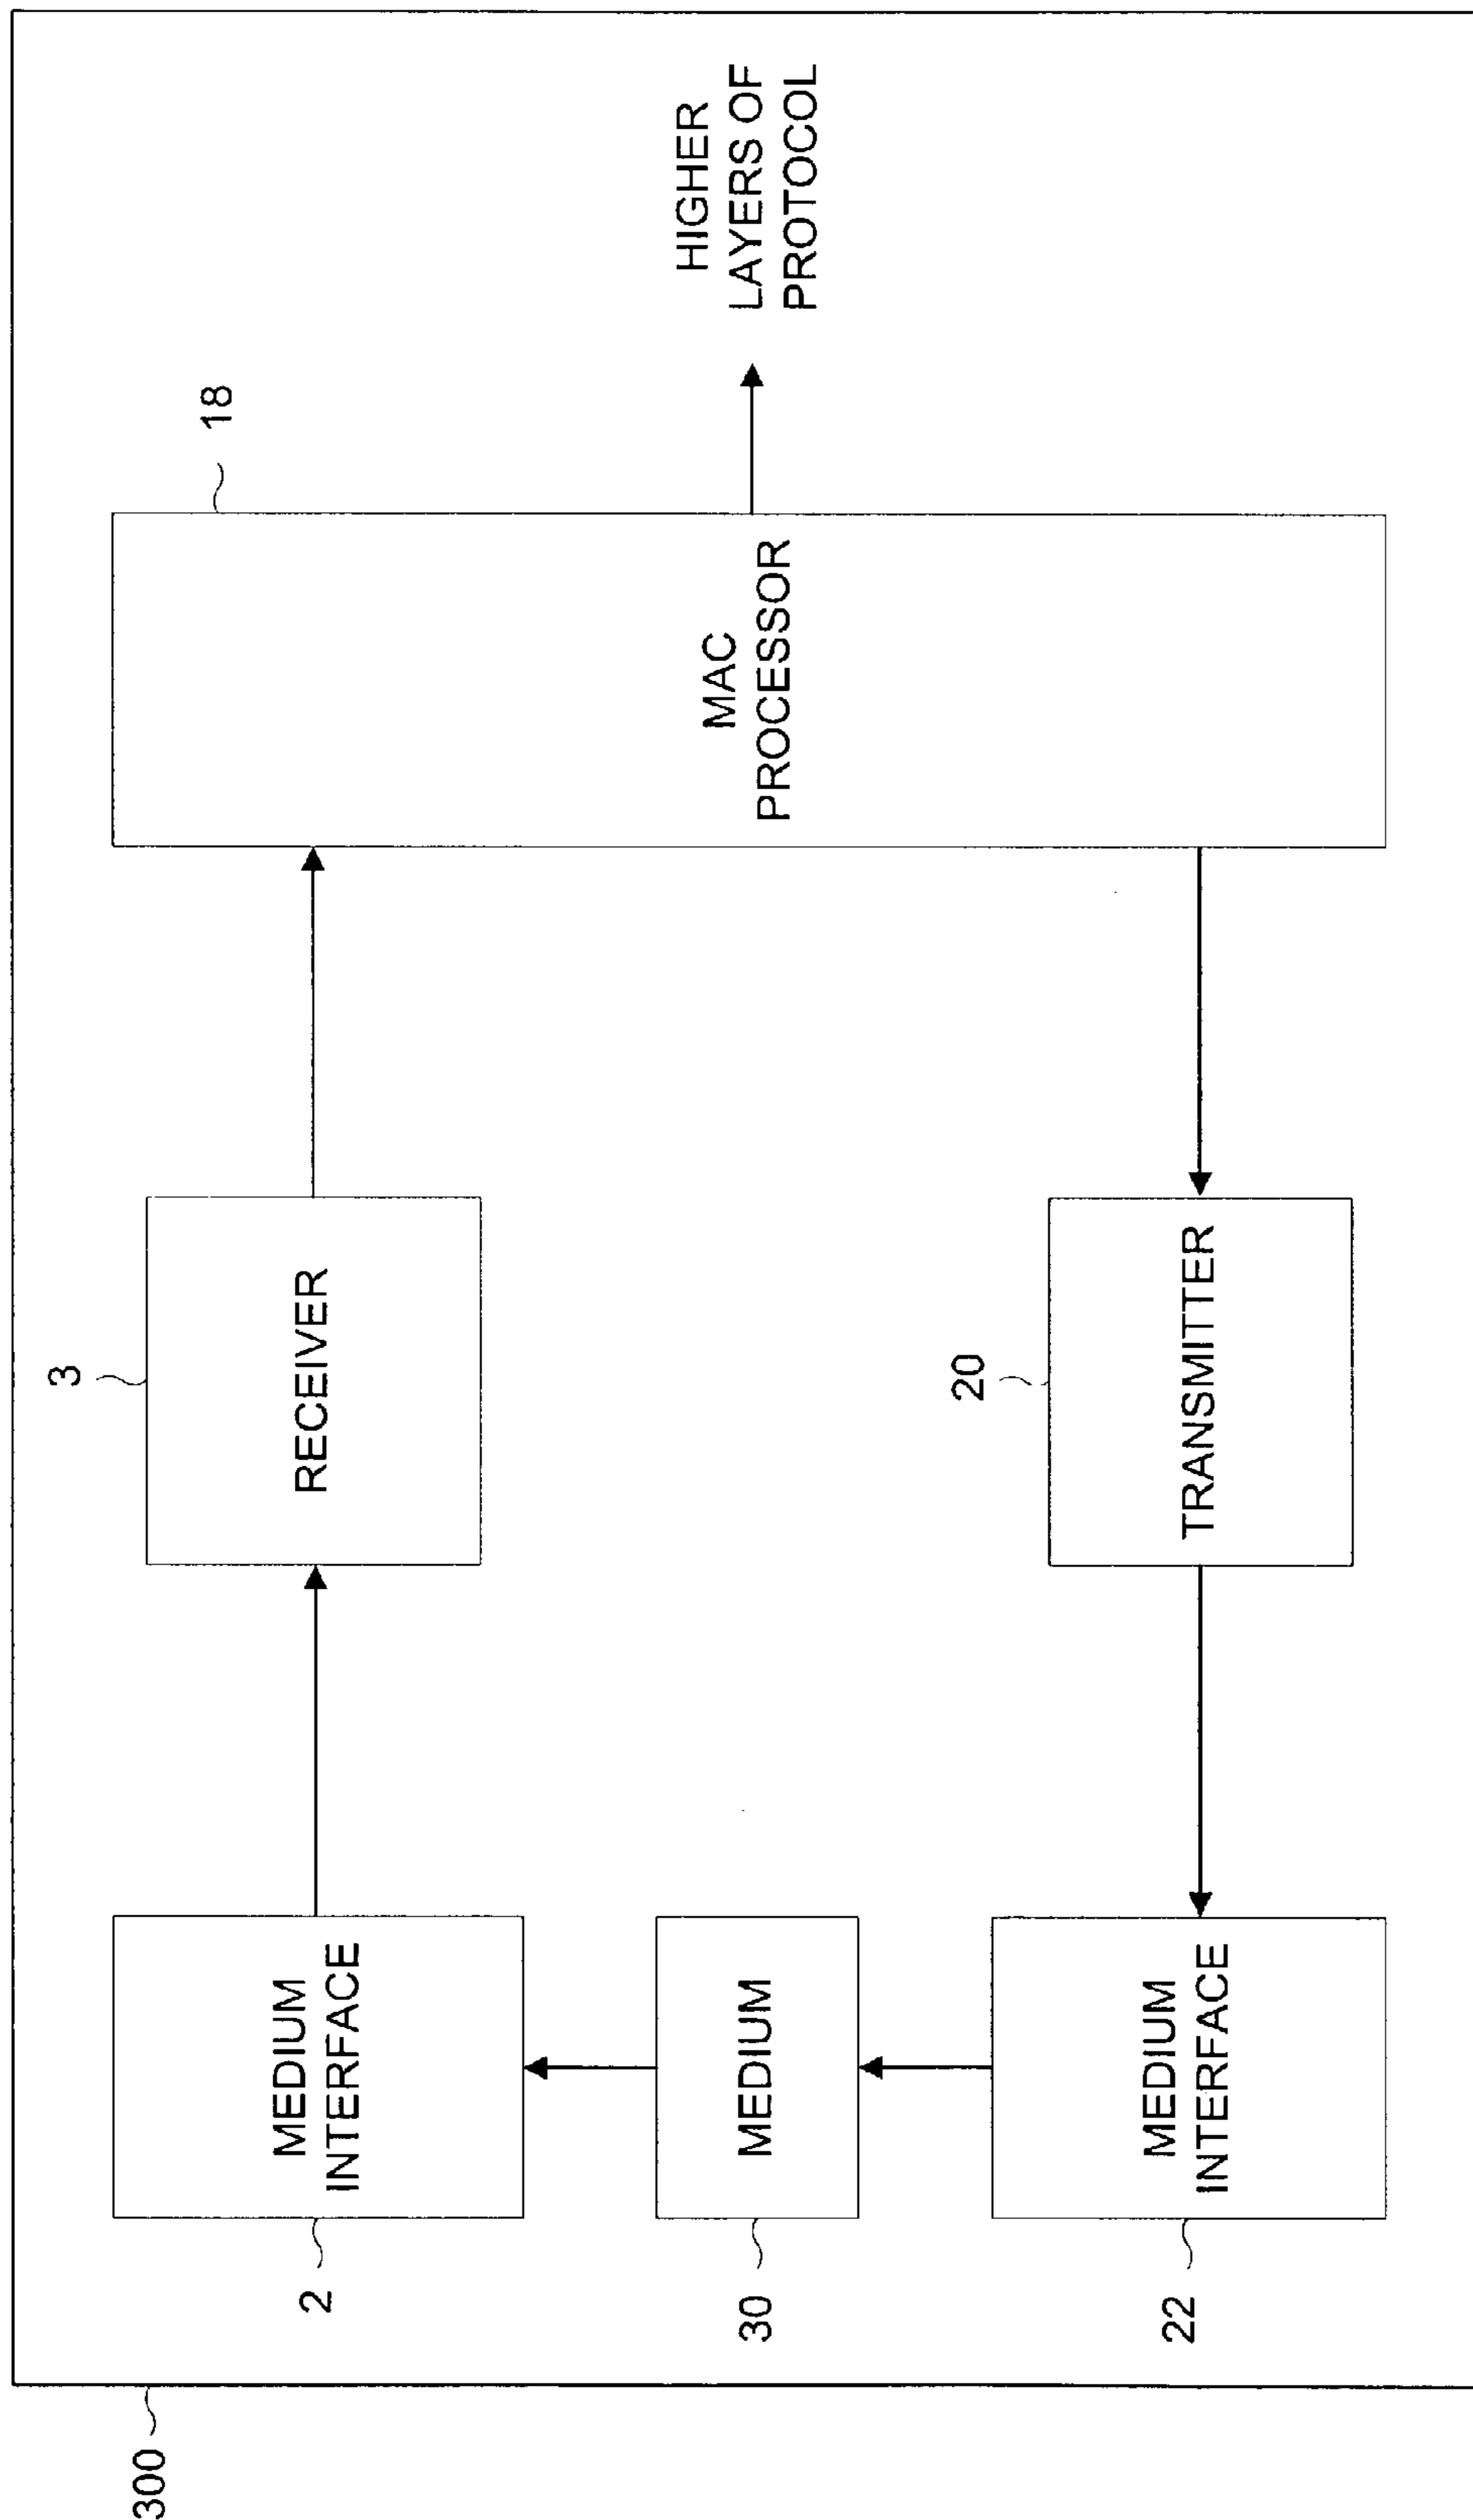 300
2
MEDIUM
INTERFACE
3
RECEIVER
18
MAC
PROCESSOR
HIGHER
LAYERS OF
PROTOCOL
30
MEDIUM
20
TRANSMITTER
22
MEDIUM
INTERFACE